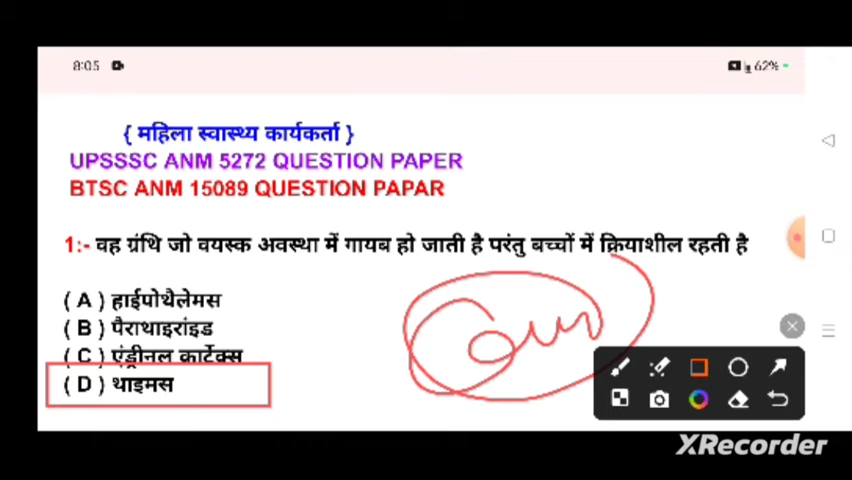 8:05 62%
{ महिला स्वास्थ्य कार्यकर्ता }
UPSSSC ANM 5272 QUESTION PAPER
BTSC ANM 15089 QUESTION PAPAR
1:- वह ग्रंथि जो वयस्क अवस्था में गायब हो जाती है परंतु बच्चों में क्रियाशील रहती है
( A ) हाईपोथैलेमस
( B ) पैराथाइरांइड
( C ) एंड्रीनल कार्टेक्स
( D ) थाइमस
XRecorder